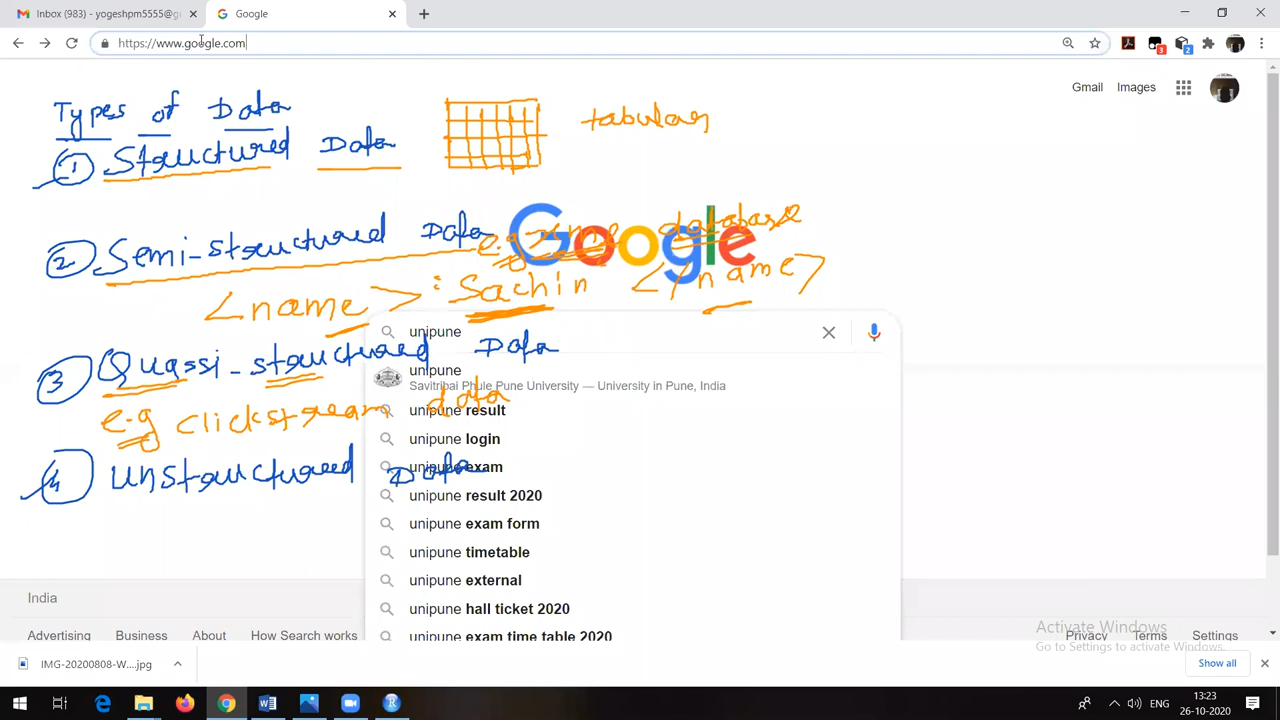 Inbox (983) - yogeshpm5555@g
Google
https://www.google.com
Gmail
Images
3
2
Types of Data
1 Structured Data
tabular
2 Semi-structured Data
e.g xml database
Google
<name> : Sachin </name>
unipune
3 Quassi-structured Data
unipune
Savitribai Phule Pune University — University in Pune, India
e.g clickstream data
unipune result
unipune login
unipune exam
4 Unstructured Data
unipune result 2020
unipune exam form
unipune timetable
unipune external
unipune hall ticket 2020
unipune exam time table 2020
India
Advertising Business About How Search works
Privacy Terms Settings
Activate Windows
Go to Settings to activate Windows.
IMG-20200808-W....jpg
Show all
ENG
13:23
26-10-2020